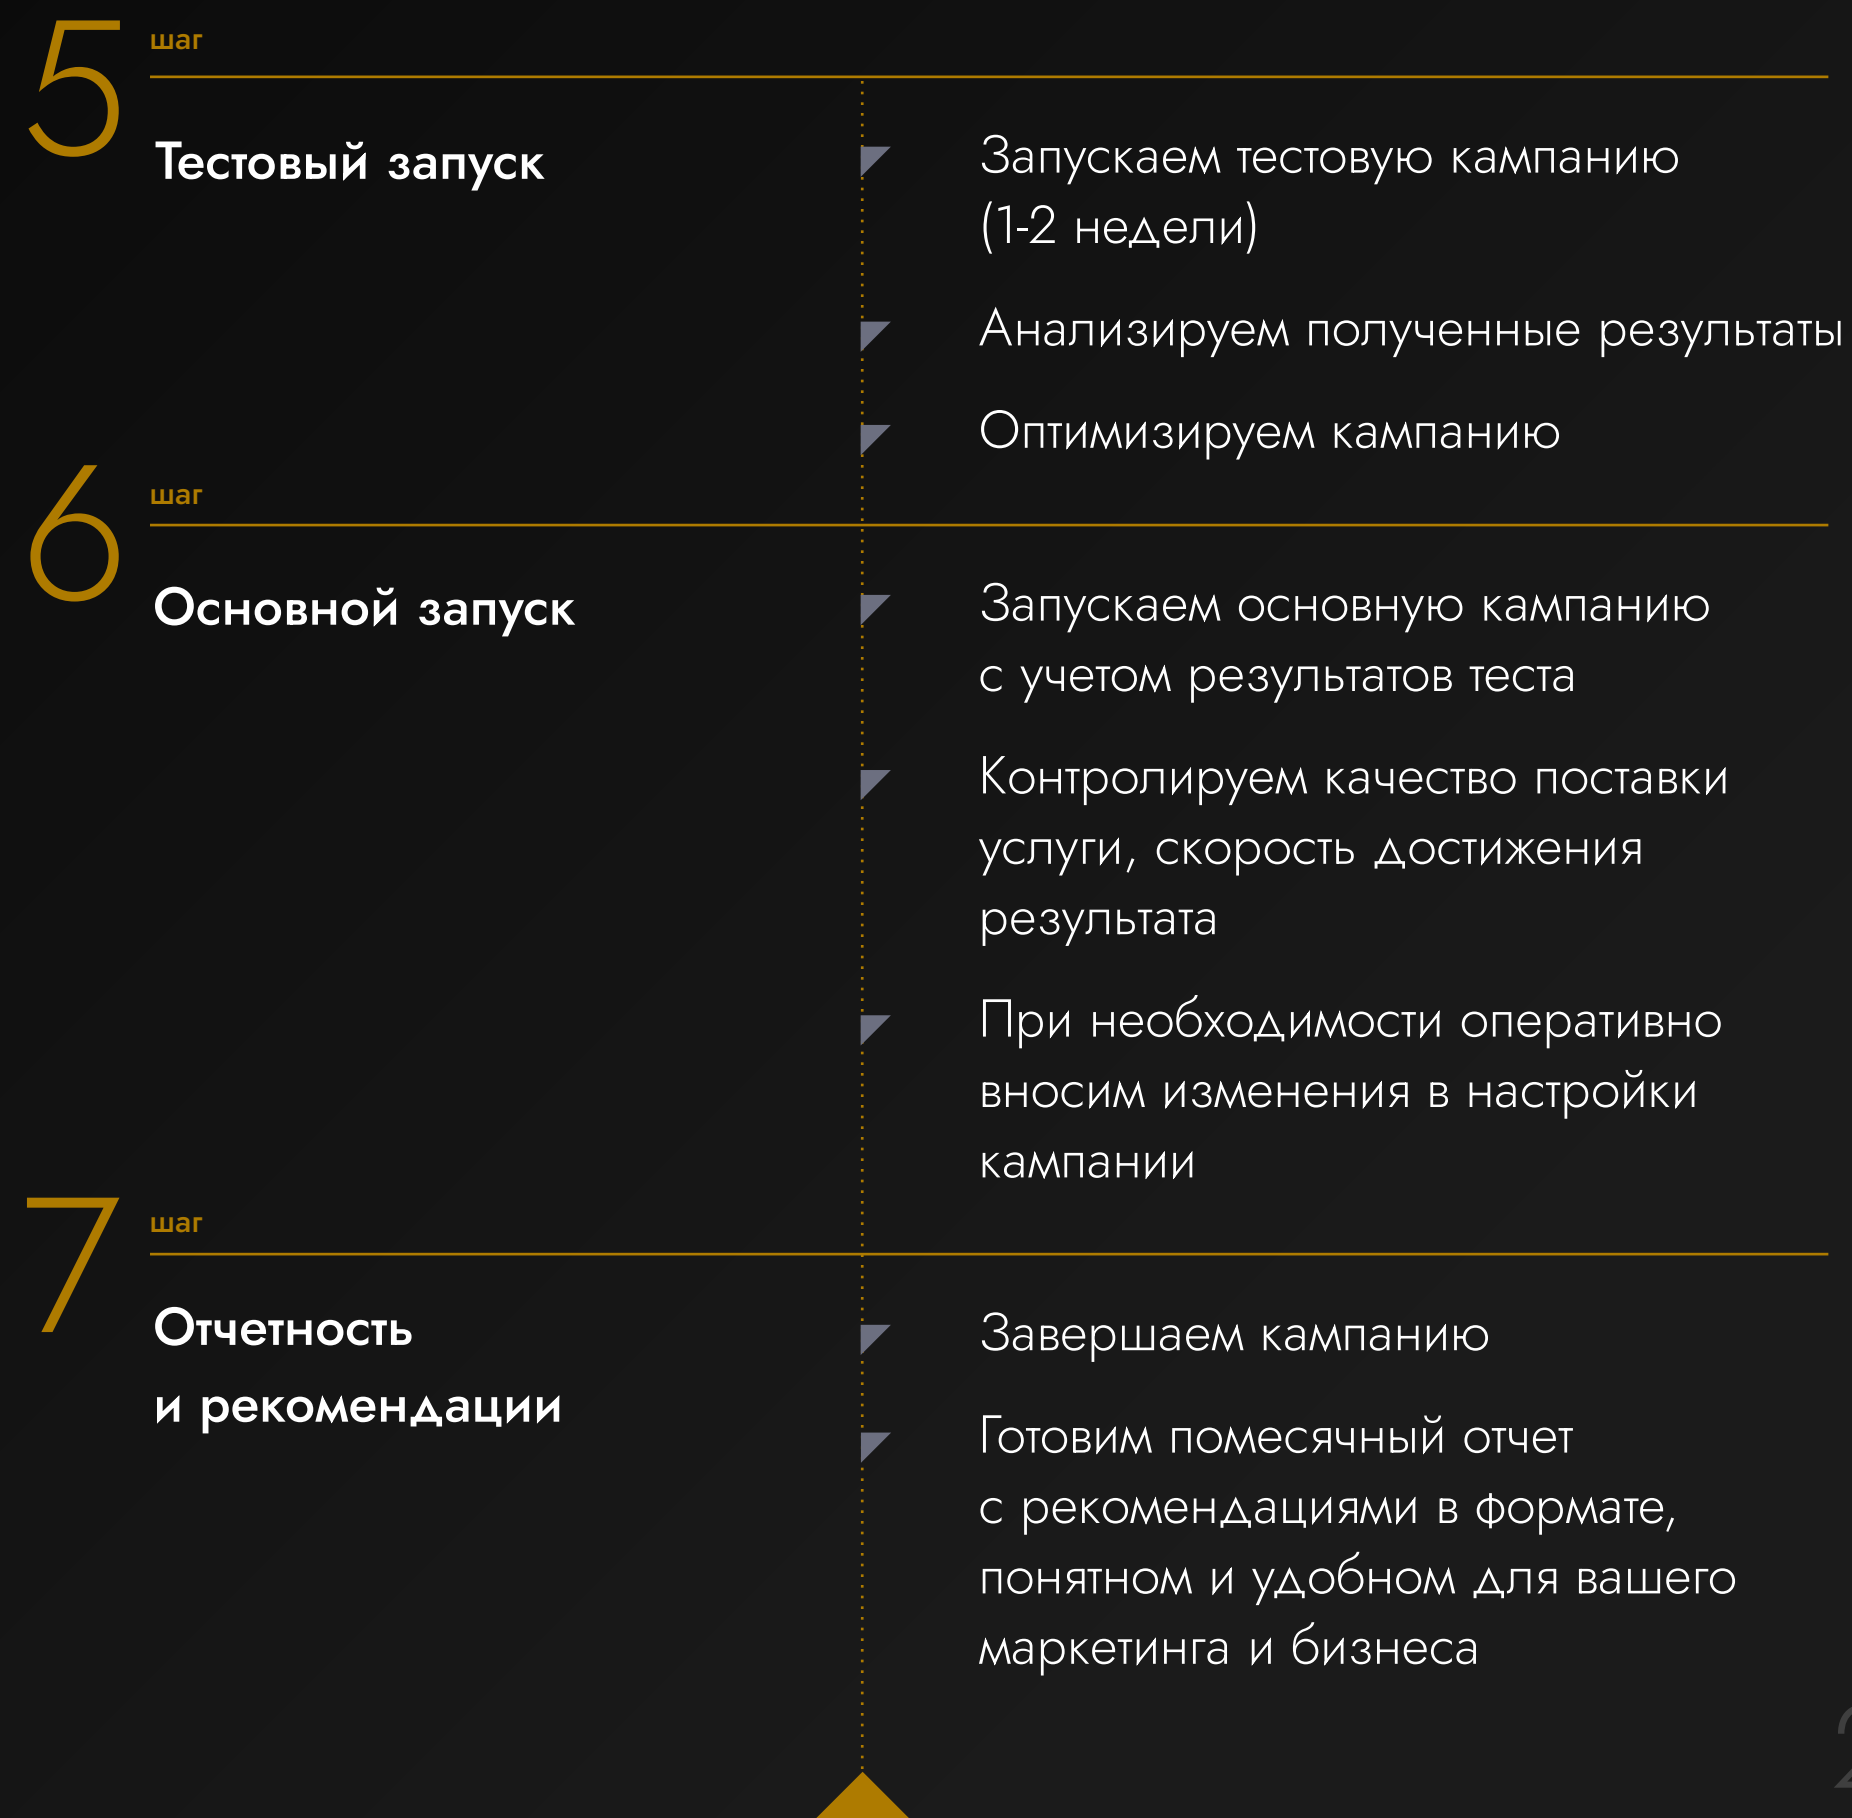 5 шаг
Тестовый запуск
Запускаем тестовую кампанию
(1-2 недели)
Анализируем полученные результаты
Оптимизируем кампанию
6 шаг
Основной запуск
Запускаем основную кампанию
с учетом результатов теста
Контролируем качество поставки
услуги, скорость достижения
результата
При необходимости оперативно
вносим изменения в настройки
кампании
7 шаг
Отчетность
и рекомендации
Завершаем кампанию
Готовим помесячный отчет
с рекомендациями в формате,
понятном и удобном для вашего
маркетинга и бизнеса